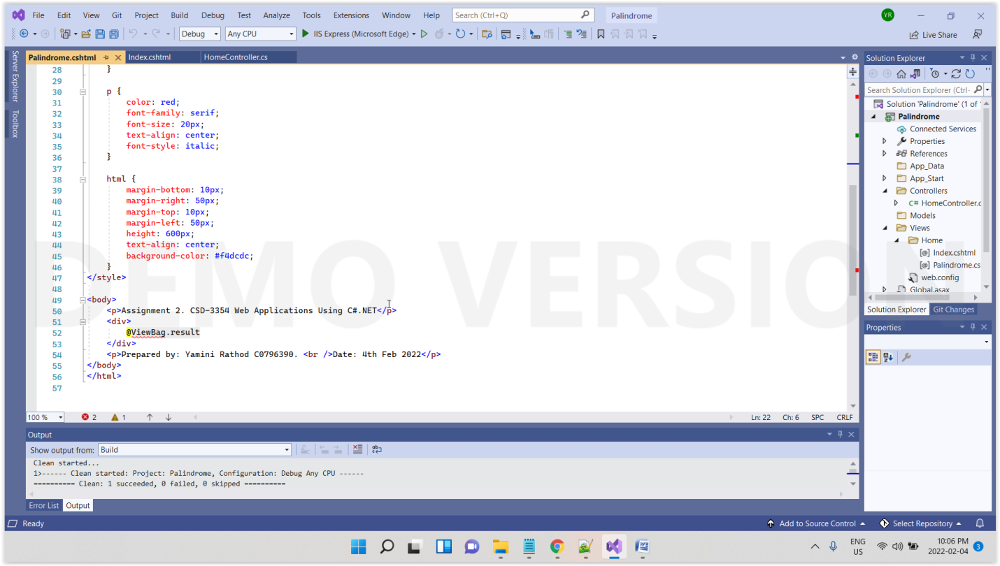 File Edit View Git Project Build Debug Test Analyze Tools Extensions Window Help Search (Ctrl+Q) Palindrome YR
Debug Any CPU IIS Express (Microsoft Edge) Live Share
Server Explorer
Toolbox
Palindrome.cshtml Index.cshtml HomeController.cs
28 }
29
30 p {
31 color: red;
32 font-family: serif;
33 font-size: 20px;
34 text-align: center;
35 font-style: italic;
36 }
37
38 html {
39 margin-bottom: 10px;
40 margin-right: 50px;
41 margin-top: 10px;
42 margin-left: 50px;
43 height: 600px;
44 text-align: center;
45 background-color: #f4dcdc;
46 }
47 </style>
48
49 <body>
50 <p>Assignment 2. CSD-3354 Web Applications Using C#.NET</p>
51 <div>
52 @ViewBag.result
53 </div>
54 <p>Prepared by: Yamini Rathod C0796390. <br />Date: 4th Feb 2022</p>
55 </body>
56 </html>
57
DEMO VERSION
100 % 2 1 Ln: 22 Ch: 6 SPC CRLF
Output
Show output from: Build
Clean started...
1>------ Clean started: Project: Palindrome, Configuration: Debug Any CPU ------
========== Clean: 1 succeeded, 0 failed, 0 skipped ==========
Error List Output
Solution Explorer
Search Solution Explorer (Ctrl-
Solution 'Palindrome' (1 of
Palindrome
Connected Services
Properties
References
App_Data
App_Start
Controllers
C# HomeController.c
Models
Views
Home
[@] Index.cshtml
[@] Palindrome.cs
web.config
Global.asax
Solution Explorer Git Changes
Properties
Ready Add to Source Control Select Repository
ENG
US
10:06 PM
2022-02-04
3